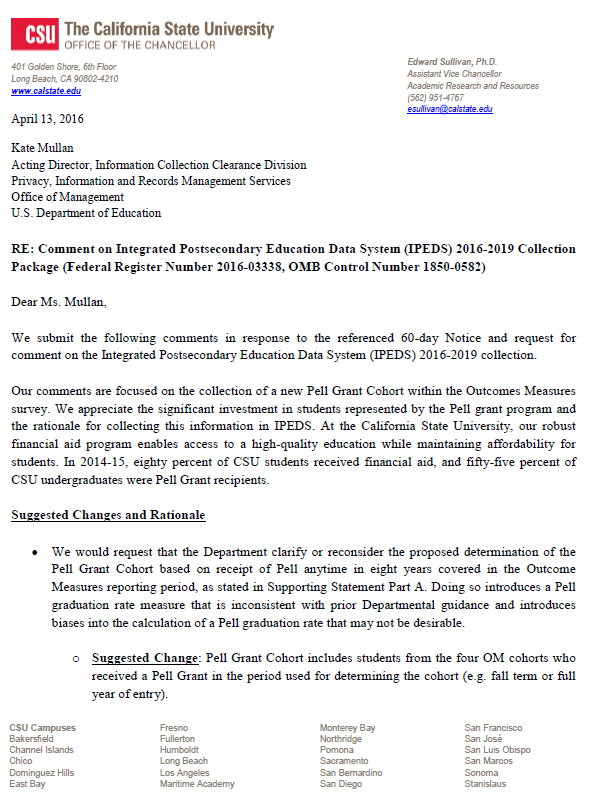 CSU The California State University
OFFICE OF THE CHANCELLOR
401 Golden Shore, 6th Floor
Long Beach, CA 90802-4210
www.calstate.edu
Edward Sullivan, Ph.D.
Assistant Vice Chancellor
Academic Research and Resources
(562) 951-4767
esullivan@calstate.edu
April 13, 2016
Kate Mullan
Acting Director, Information Collection Clearance Division
Privacy, Information and Records Management Services
Office of Management
U.S. Department of Education
RE: Comment on Integrated Postsecondary Education Data System (IPEDS) 2016-2019 Collection
Package (Federal Register Number 2016-03338, OMB Control Number 1850-0582)
Dear Ms. Mullan,
We submit the following comments in response to the referenced 60-day Notice and request for
comment on the Integrated Postsecondary Education Data System (IPEDS) 2016-2019 collection.
Our comments are focused on the collection of a new Pell Grant Cohort within the Outcomes Measures
survey. We appreciate the significant investment in students represented by the Pell grant program and
the rationale for collecting this information in IPEDS. At the California State University, our robust
financial aid program enables access to a high-quality education while maintaining affordability for
students. In 2014-15, eighty percent of CSU students received financial aid, and fifty-five percent of
CSU undergraduates were Pell Grant recipients.
Suggested Changes and Rationale
• We would request that the Department clarify or reconsider the proposed determination of the
Pell Grant Cohort based on receipt of Pell anytime in eight years covered in the Outcome
Measures reporting period, as stated in Supporting Statement Part A. Doing so introduces a Pell
graduation rate measure that is inconsistent with prior Departmental guidance and introduces
biases into the calculation of a Pell graduation rate that may not be desirable.
o Suggested Change: Pell Grant Cohort includes students from the four OM cohorts who
received a Pell Grant in the period used for determining the cohort (e.g. fall term or full
year of entry).
CSU Campuses
Bakersfield
Channel Islands
Chico
Dominguez Hills
East Bay
Fresno
Fullerton
Humboldt
Long Beach
Los Angeles
Maritime Academy
Monterey Bay
Northridge
Pomona
Sacramento
San Bernardino
San Diego
San Francisco
San José
San Luis Obispo
San Marcos
Sonoma
Stanislaus